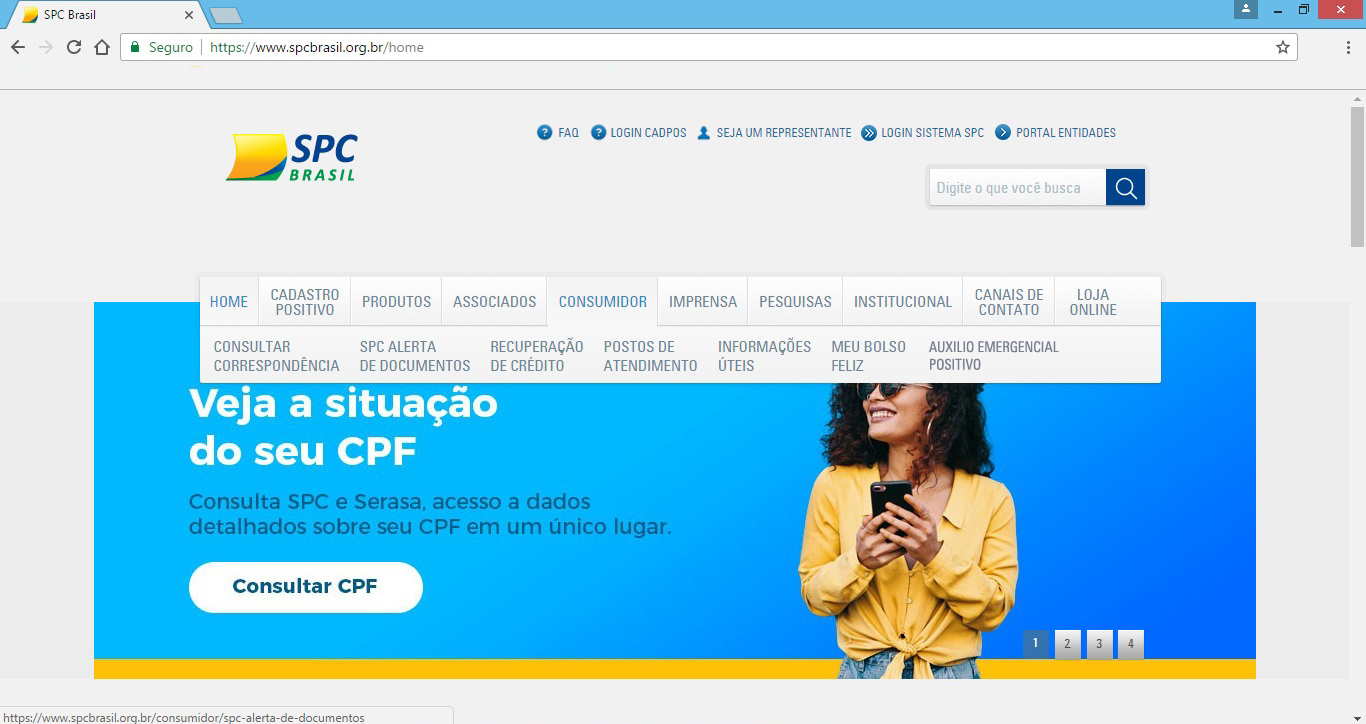 SPC Brasil
Seguro https://www.spcbrasil.org.br/home
SPC
BRASIL
FAQ LOGIN CADPOS SEJA UM REPRESENTANTE LOGIN SISTEMA SPC PORTAL ENTIDADES
Digite o que você busca
HOME
CADASTRO
POSITIVO
PRODUTOS
ASSOCIADOS
CONSUMIDOR
IMPRENSA
PESQUISAS
INSTITUCIONAL
CANAIS DE
CONTATO
LOJA
ONLINE
CONSULTAR
CORRESPONDÊNCIA
SPC ALERTA
DE DOCUMENTOS
RECUPERAÇÃO
DE CRÉDITO
POSTOS DE
ATENDIMENTO
INFORMAÇÕES
ÚTEIS
MEU BOLSO
FELIZ
AUXILIO EMERGENCIAL
POSITIVO
Veja a situação
do seu CPF
Consulta SPC e Serasa, acesso a dados
detalhados sobre seu CPF em um único lugar.
Consultar CPF
1 2 3 4
https://www.spcbrasil.org.br/consumidor/spc-alerta-de-documentos